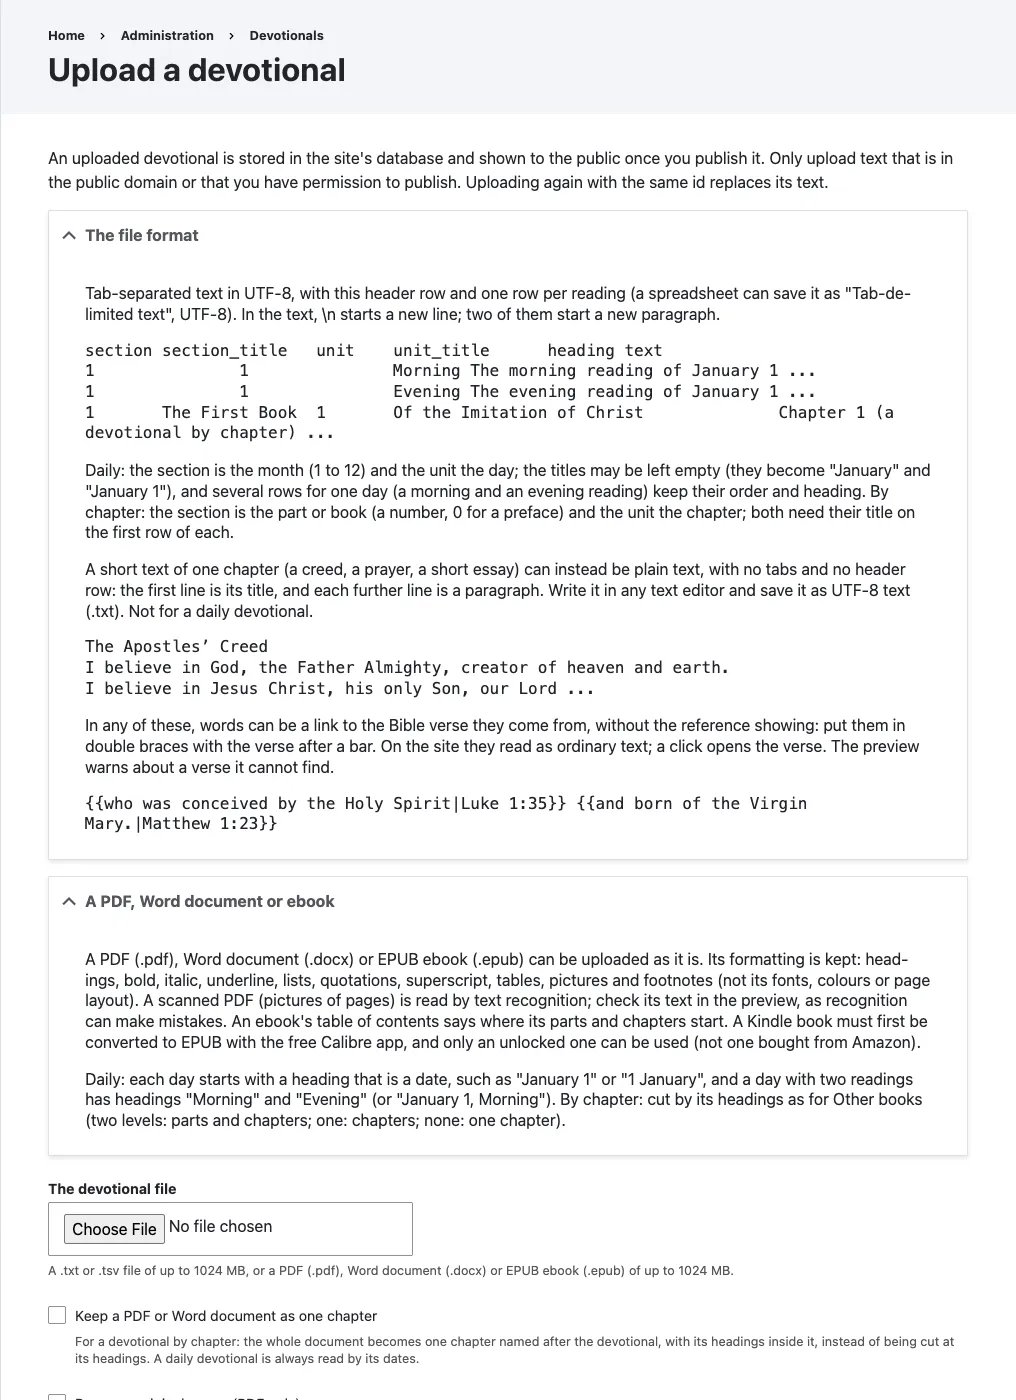 Home › Administration › Devotionals
Upload a devotional
An uploaded devotional is stored in the site's database and shown to the public once you publish it. Only upload text that is in
the public domain or that you have permission to publish. Uploading again with the same id replaces its text.
The file format
Tab-separated text in UTF-8, with this header row and one row per reading (a spreadsheet can save it as "Tab-de-
limited text", UTF-8). In the text, \n starts a new line; two of them start a new paragraph.
section section_title unit unit_title heading text
1 1 Morning The morning reading of January 1 ...
1 1 Evening The evening reading of January 1 ...
1 The First Book 1 Of the Imitation of Christ Chapter 1 (a
devotional by chapter) ...
Daily: the section is the month (1 to 12) and the unit the day; the titles may be left empty (they become "January" and
"January 1"), and several rows for one day (a morning and an evening reading) keep their order and heading. By
chapter: the section is the part or book (a number, 0 for a preface) and the unit the chapter; both need their title on
the first row of each.
A short text of one chapter (a creed, a prayer, a short essay) can instead be plain text, with no tabs and no header
row: the first line is its title, and each further line is a paragraph. Write it in any text editor and save it as UTF-8 text
(.txt). Not for a daily devotional.
The Apostles’ Creed
I believe in God, the Father Almighty, creator of heaven and earth.
I believe in Jesus Christ, his only Son, our Lord ...
In any of these, words can be a link to the Bible verse they come from, without the reference showing: put them in
double braces with the verse after a bar. On the site they read as ordinary text; a click opens the verse. The preview
warns about a verse it cannot find.
{{who was conceived by the Holy Spirit|Luke 1:35}} {{and born of the Virgin
Mary.|Matthew 1:23}}
A PDF, Word document or ebook
A PDF (.pdf), Word document (.docx) or EPUB ebook (.epub) can be uploaded as it is. Its formatting is kept: head-
ings, bold, italic, underline, lists, quotations, superscript, tables, pictures and footnotes (not its fonts, colours or page
layout). A scanned PDF (pictures of pages) is read by text recognition; check its text in the preview, as recognition
can make mistakes. An ebook's table of contents says where its parts and chapters start. A Kindle book must first be
converted to EPUB with the free Calibre app, and only an unlocked one can be used (not one bought from Amazon).
Daily: each day starts with a heading that is a date, such as "January 1" or "1 January", and a day with two readings
has headings "Morning" and "Evening" (or "January 1, Morning"). By chapter: cut by its headings as for Other books
(two levels: parts and chapters; one: chapters; none: one chapter).
The devotional file
Choose File No file chosen
A .txt or .tsv file of up to 1024 MB, or a PDF (.pdf), Word document (.docx) or EPUB ebook (.epub) of up to 1024 MB.
Keep a PDF or Word document as one chapter
For a devotional by chapter: the whole document becomes one chapter named after the devotional, with its headings inside it, instead of being cut at
its headings. A daily devotional is always read by its dates.